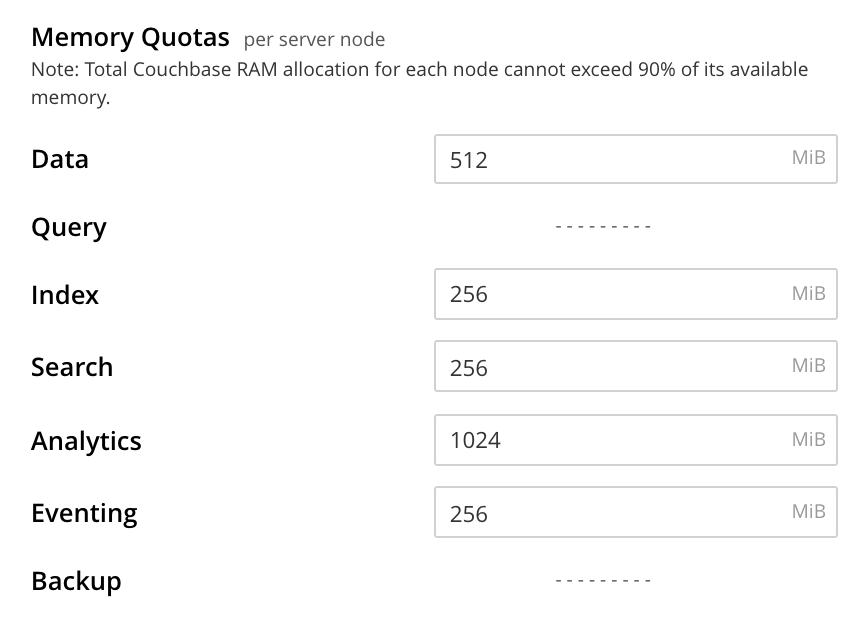 Memory Quotas per server node
Note: Total Couchbase RAM allocation for each node cannot exceed 90% of its available
memory.
Data 512 MiB
Query ---------
Index 256 MiB
Search 256 MiB
Analytics 1024 MiB
Eventing 256 MiB
Backup ---------